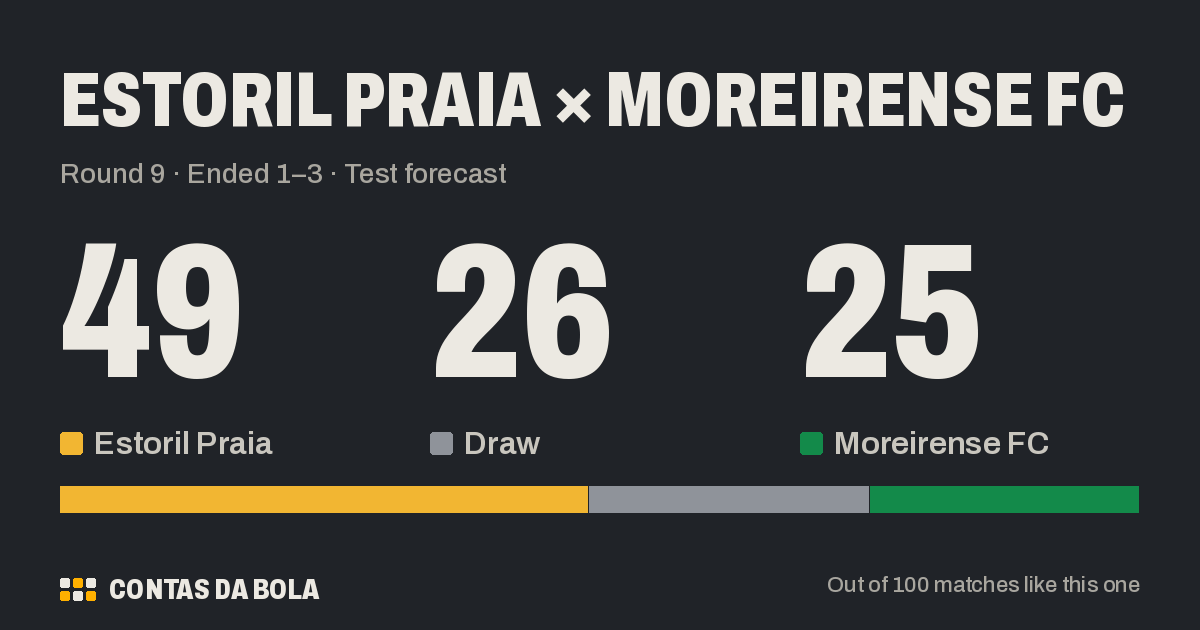 ESTORIL PRAIA × MOREIRENSE FC
Round 9 · Ended 1–3 · Test forecast
49 26 25
Estoril Praia Draw Moreirense FC
CONTAS DA BOLA
Out of 100 matches like this one